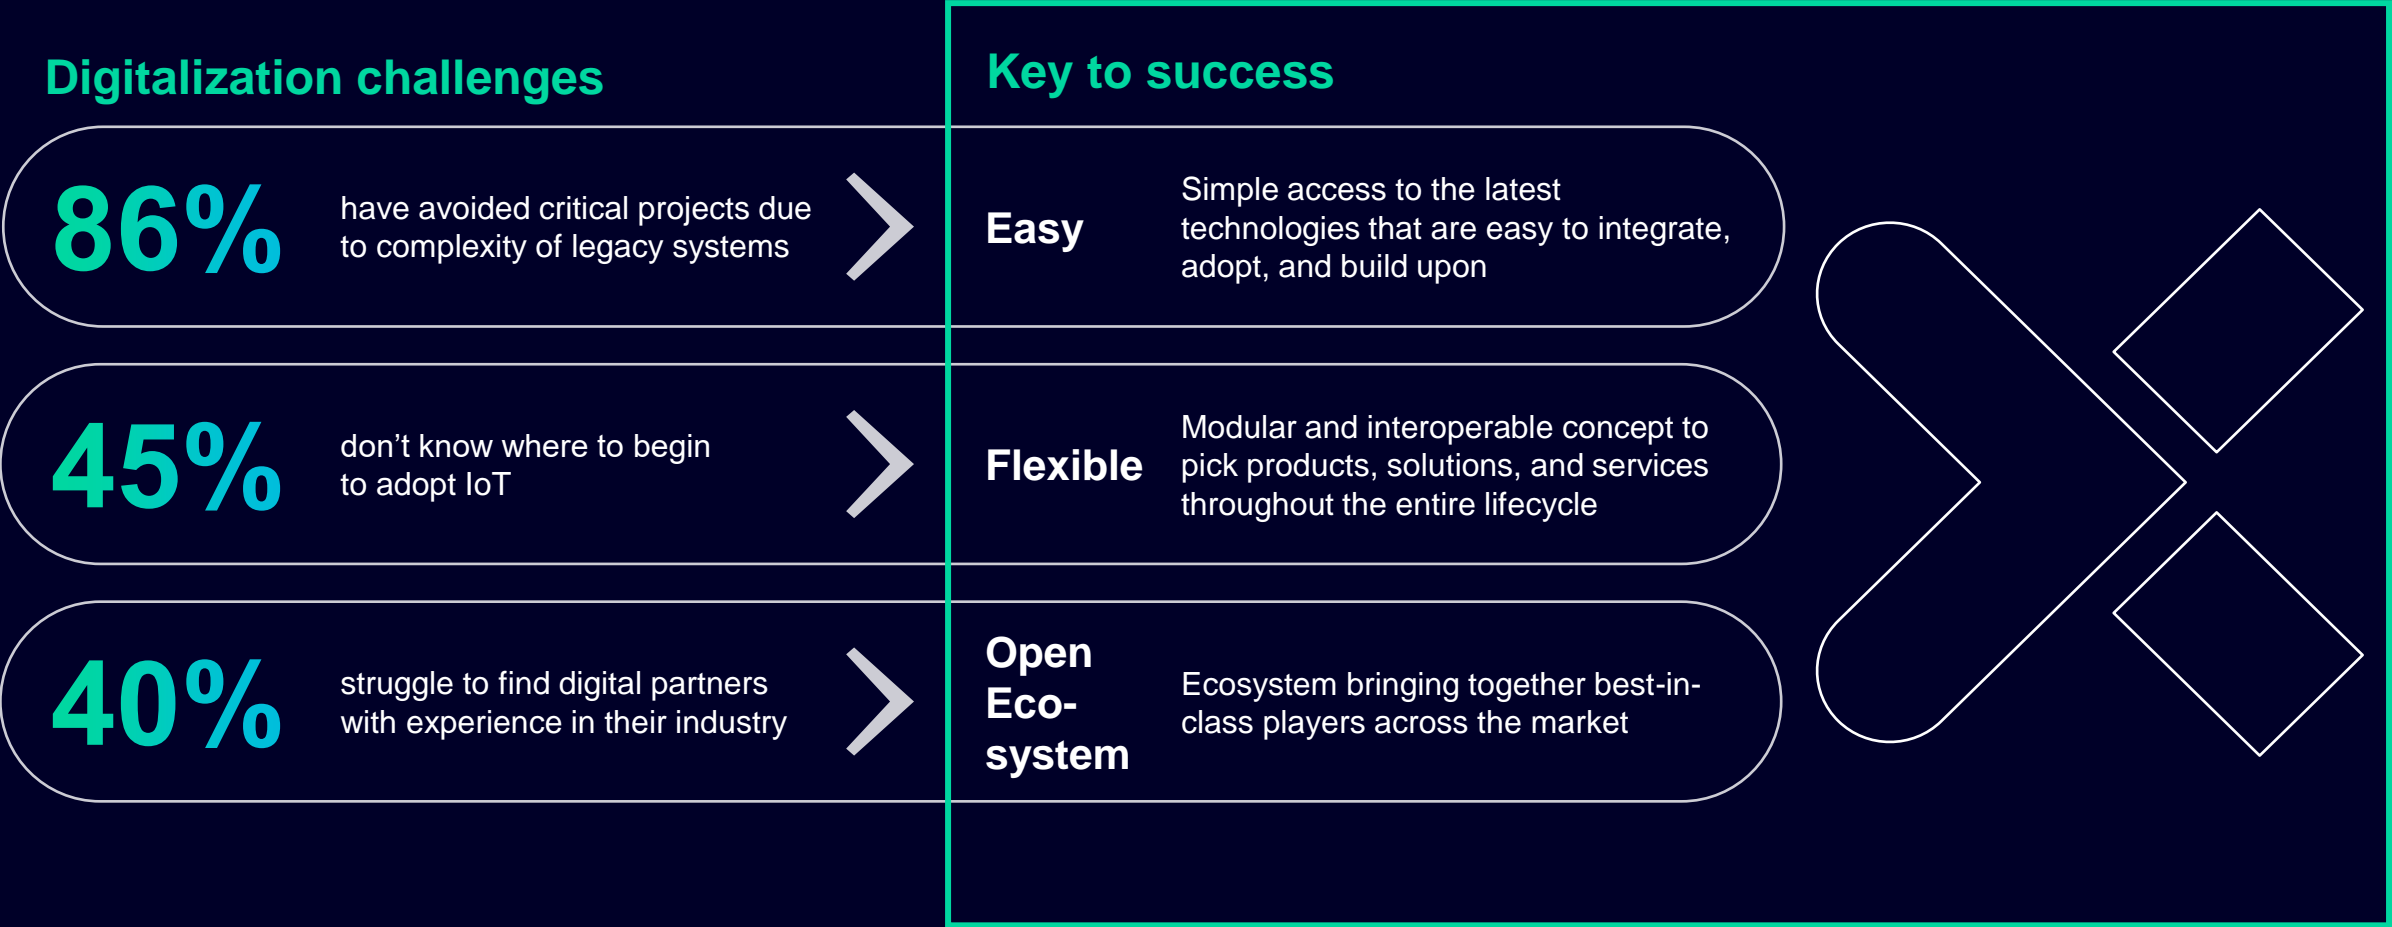 Digitalization challenges
Key to success
86%
have avoided critical projects due
to complexity of legacy systems
Easy
Simple access to the latest
technologies that are easy to integrate,
adopt, and build upon
45%
don’t know where to begin
to adopt IoT
Flexible
Modular and interoperable concept to
pick products, solutions, and services
throughout the entire lifecycle
40%
struggle to find digital partners
with experience in their industry
Open
Eco-
system
Ecosystem bringing together best-in-
class players across the market